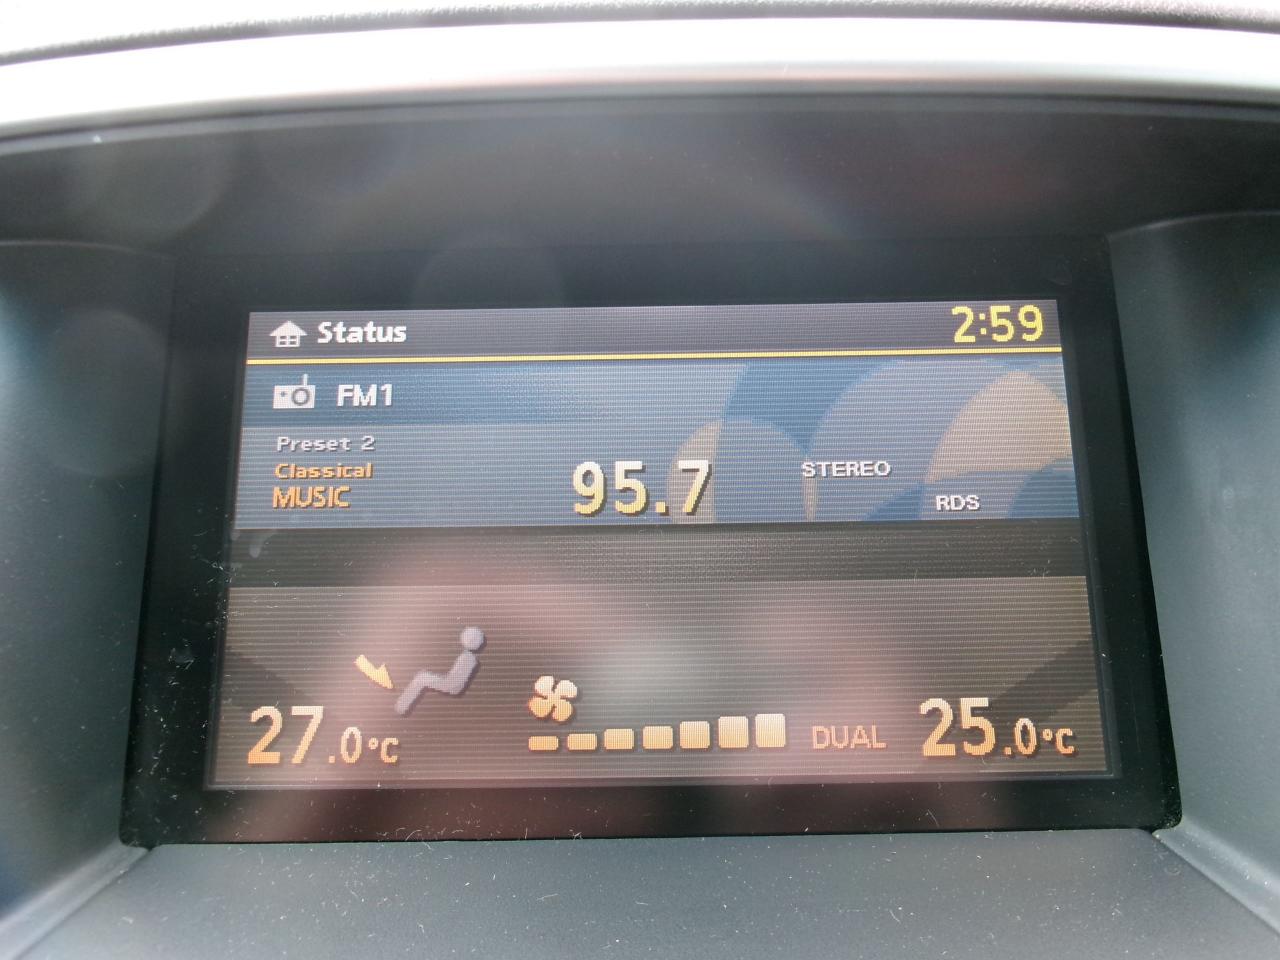 Status 2:59
FM1
Preset 2
Classical
MUSIC 95.7 STEREO
RDS
27.0°C DUAL 25.0°C